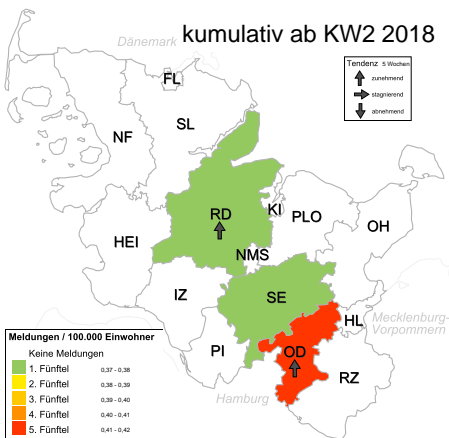 kumulativ ab KW2 2018
Dänemark
Tendenz 5 Wochen
zunehmend
stagnierend
abnehmend
FL
SL
NF
RD
KI
PLO
OH
HEI
NMS
IZ
SE
HL
Mecklenburg-
Vorpommern
PI
OD
RZ
Hamburg
Meldungen / 100.000 Einwohner
Keine Meldungen
1. Fünftel 0,37 - 0,38
2. Fünftel 0,38 - 0,39
3. Fünftel 0,39 - 0,40
4. Fünftel 0,40 - 0,41
5. Fünftel 0,41 - 0,42